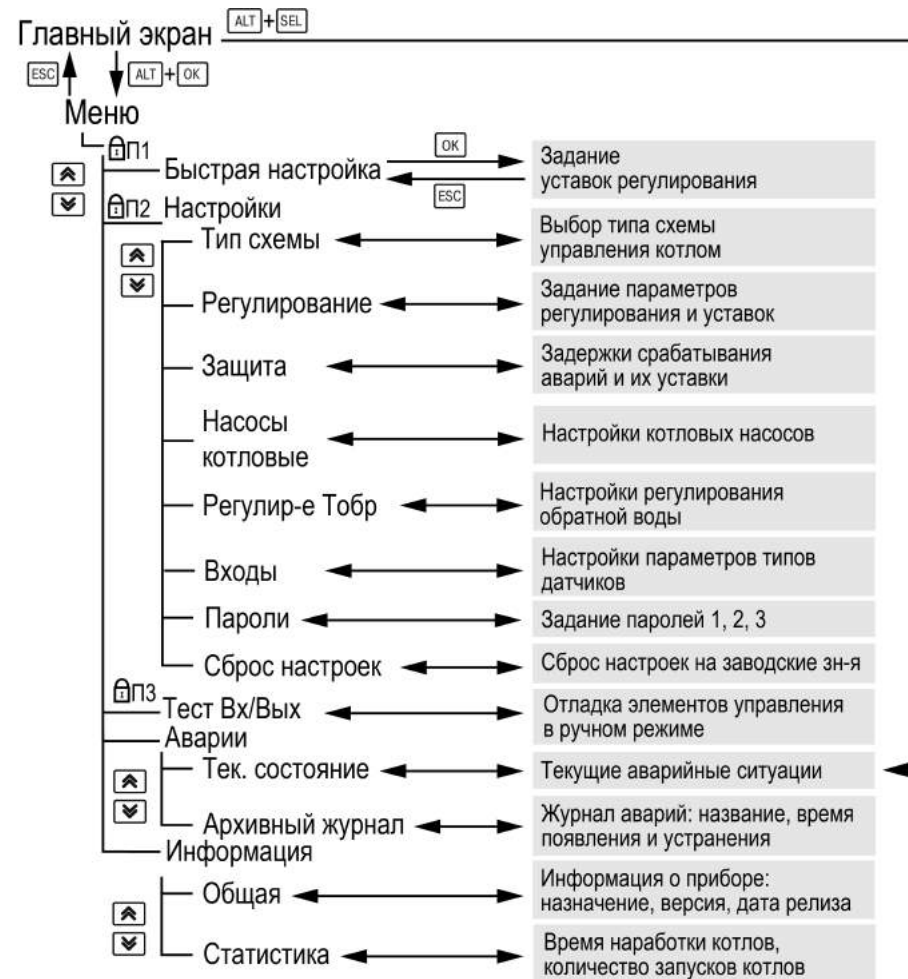 Главный экран ALT+SEL
ESC ALT+OK
Меню
П1
Быстрая настройка
OK
ESC
Задание
уставок регулирования
П2 Настройки
Тип схемы
Выбор типа схемы
управления котлом
Регулирование
Задание параметров
регулирования и уставок
Защита
Задержки срабатывания
аварий и их уставки
Насосы
котловые
Настройки котловых насосов
Регулир-е Тобр
Настройки регулирования
обратной воды
Входы
Настройки параметров типов
датчиков
Пароли
Задание паролей 1, 2, 3
Сброс настроек
Сброс настроек на заводские зн-я
П3
Тест Вх/Вых
Отладка элементов управления
в ручном режиме
Аварии
Тек. состояние
Текущие аварийные ситуации
Архивный журнал
Журнал аварий: название, время
появления и устранения
Информация
Общая
Информация о приборе:
назначение, версия, дата релиза
Статистика
Время наработки котлов,
количество запусков котлов